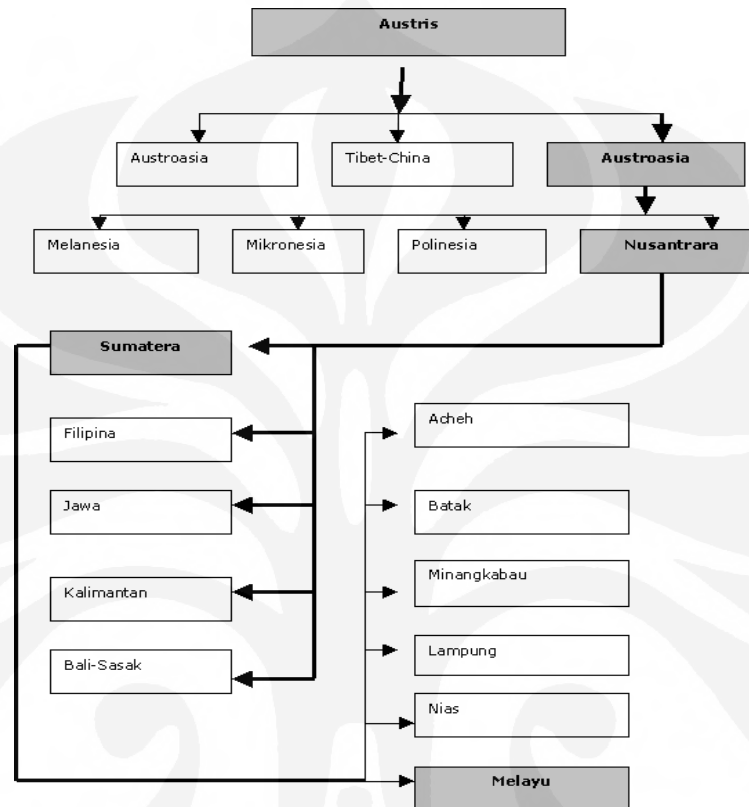 Austris
Austroasia
Tibet-China
Austroasia
Melanesia
Mikronesia
Polinesia
Nusantrara
Sumatera
Filipina
Jawa
Kalimantan
Bali-Sasak
Acheh
Batak
Minangkabau
Lampung
Nias
Melayu